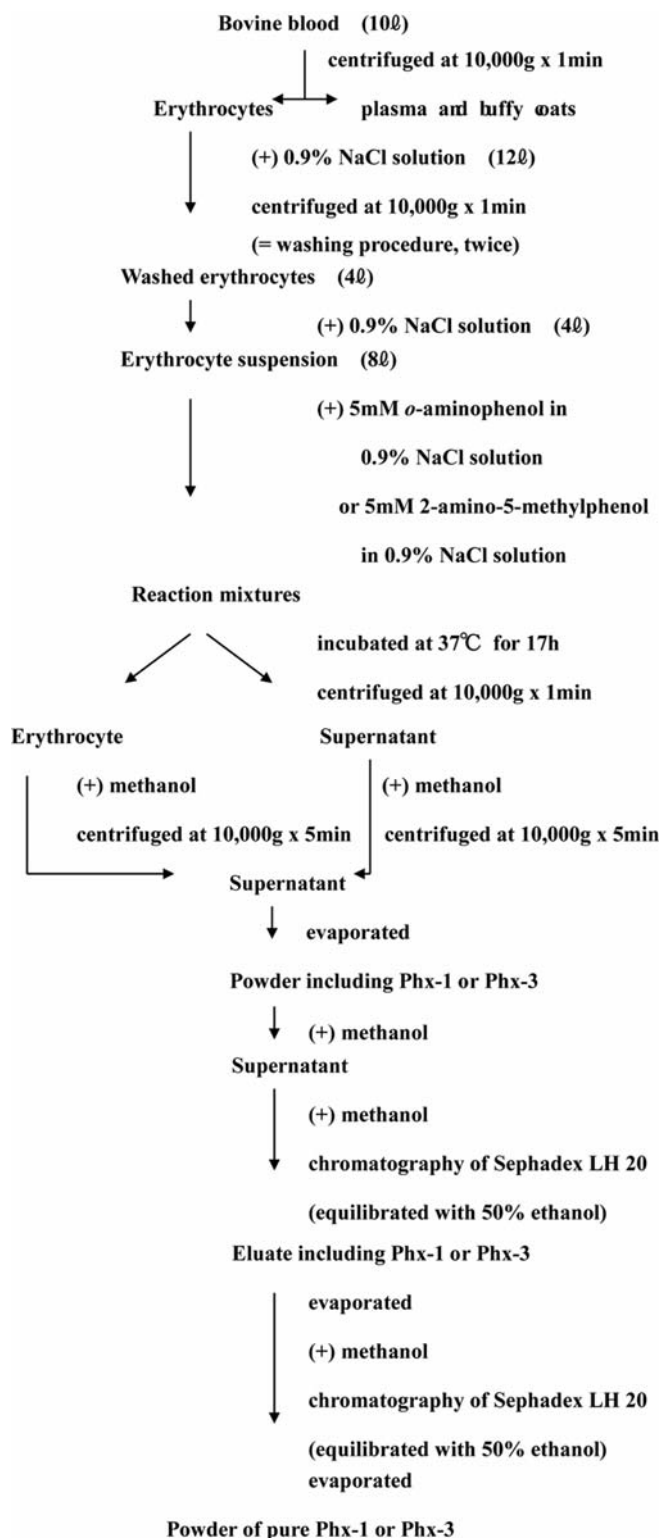 Bovine blood (10ℓ)
centrifuged at 10,000g x 1min
Erythrocytes plasma and buffy coats
(+) 0.9% NaCl solution (12ℓ)
centrifuged at 10,000g x 1min
(= washing procedure, twice)
Washed erythrocytes (4ℓ)
(+) 0.9% NaCl solution (4ℓ)
Erythrocyte suspension (8ℓ)
(+) 5mM o-aminophenol in
0.9% NaCl solution
or 5mM 2-amino-5-methylphenol
in 0.9% NaCl solution
Reaction mixtures
incubated at 37℃ for 17h
centrifuged at 10,000g x 1min
Erythrocyte Supernatant
(+) methanol (+) methanol
centrifuged at 10,000g x 5min centrifuged at 10,000g x 5min
Supernatant
evaporated
Powder including Phx-1 or Phx-3
(+) methanol
Supernatant
(+) methanol
chromatography of Sephadex LH 20
(equilibrated with 50% ethanol)
Eluate including Phx-1 or Phx-3
evaporated
(+) methanol
chromatography of Sephadex LH 20
(equilibrated with 50% ethanol)
evaporated
Powder of pure Phx-1 or Phx-3